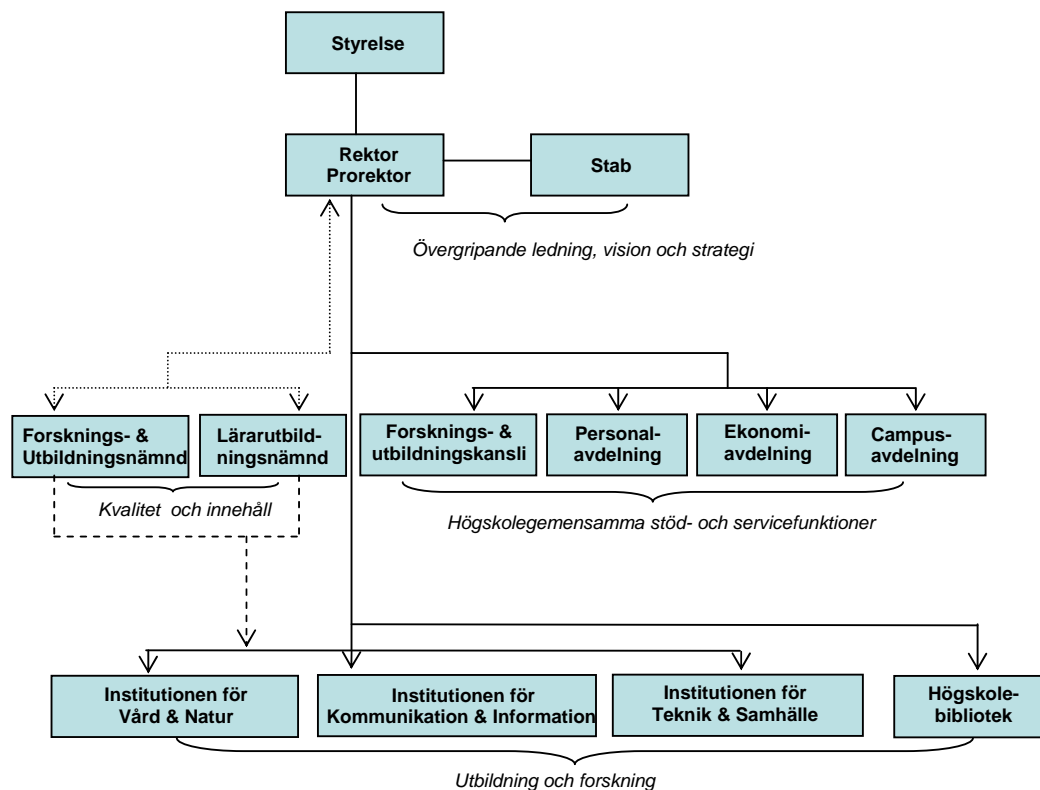 Styrelse
Rektor
Prorektor
Stab
Övergripande ledning, vision och strategi
Forsknings- &
Utbildningsnämnd
Lärarutbild-
ningsnämnd
Kvalitet och innehåll
Forsknings- &
utbildningskansli
Personal-
avdelning
Ekonomi-
avdelning
Campus-
avdelning
Högskolegemensamma stöd- och servicefunktioner
Institutionen för
Vård & Natur
Institutionen för
Kommunikation & Information
Institutionen för
Teknik & Samhälle
Högskole-
bibliotek
Utbildning och forskning